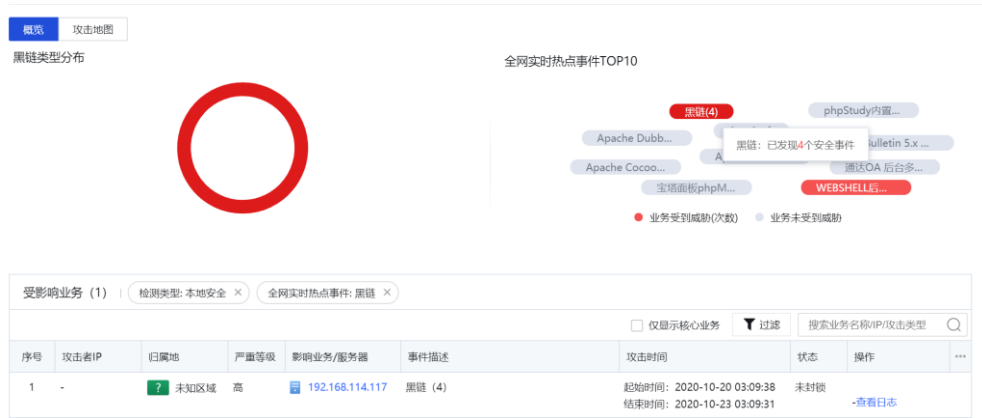 概览 攻击地图
黑链类型分布
全网实时热点事件TOP10
黑链(4) phpStudy内置...
Apache Dubb...
黑链：已发现4个安全事件 ulletin 5.x ...
Apache Cocoo... A 通达OA 后台多...
宝塔面板phpM... WEBSHELL后...
业务受到威胁(次数) 业务未受到威胁
受影响业务（1） 检测类型: 本地安全 × 全网实时热点事件: 黑链 ×
仅显示核心业务 过滤 搜索业务名称/IP/攻击类型
序号 攻击者IP 归属地 严重等级 影响业务/服务器 事件描述 攻击时间 状态 操作 ...
1 - ? 未知区域 高 192.168.114.117 黑链（4） 起始时间：2020-10-20 03:09:38 未封锁
结束时间：2020-10-23 03:09:31 -查看日志